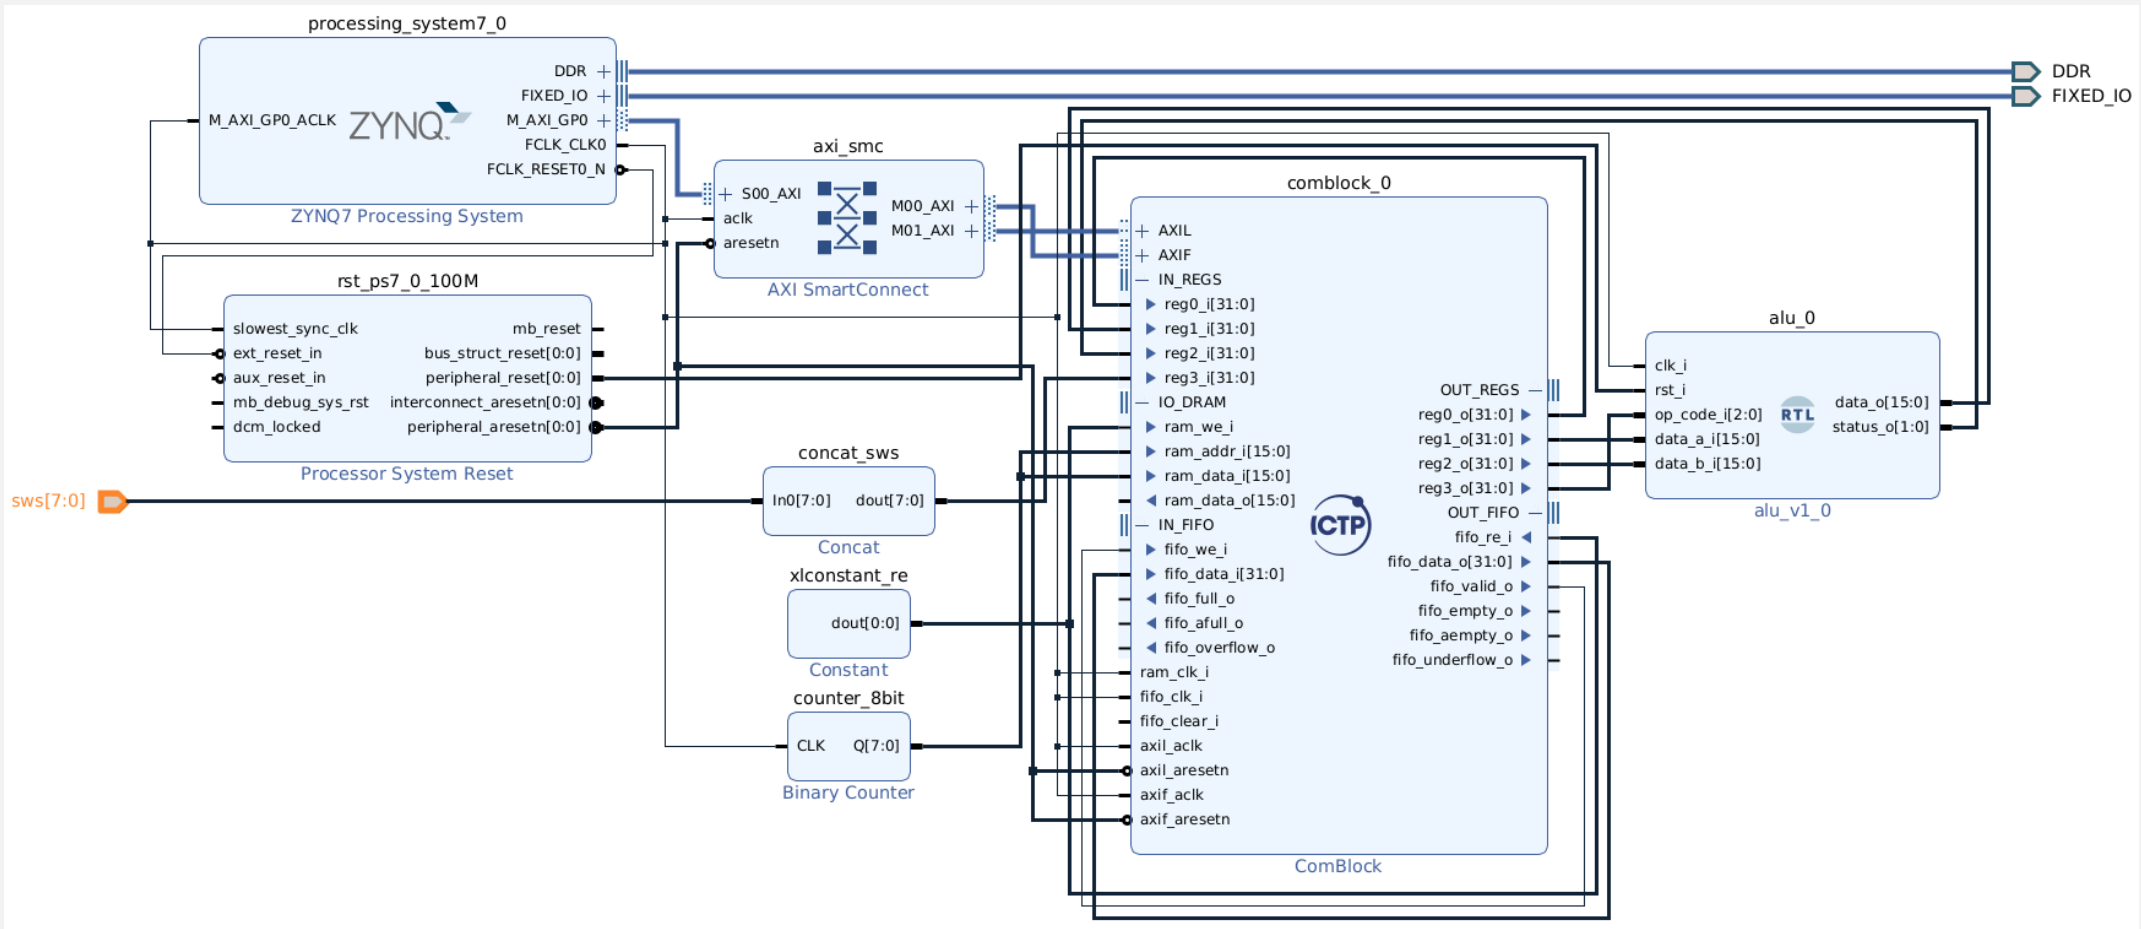 processing_system7_0
DDR
FIXED_IO
M_AXI_GP0_ACLK
ZYNQ
M_AXI_GP0
FCLK_CLK0
FCLK_RESET0_N
ZYNQ7 Processing System
DDR
FIXED_IO
axi_smc
S00_AXI
aclk
aresetn
M00_AXI
M01_AXI
AXI SmartConnect
rst_ps7_0_100M
slowest_sync_clk
ext_reset_in
aux_reset_in
mb_debug_sys_rst
dcm_locked
mb_reset
bus_struct_reset[0:0]
peripheral_reset[0:0]
interconnect_aresetn[0:0]
peripheral_aresetn[0:0]
Processor System Reset
sws[7:0]
concat_sws
In0[7:0]
dout[7:0]
Concat
xlconstant_re
dout[0:0]
Constant
counter_8bit
CLK
Q[7:0]
Binary Counter
comblock_0
AXIL
AXIF
IN_REGS
reg0_i[31:0]
reg1_i[31:0]
reg2_i[31:0]
reg3_i[31:0]
IO_DRAM
ram_we_i
ram_addr_i[15:0]
ram_data_i[15:0]
ram_data_o[15:0]
IN_FIFO
fifo_we_i
fifo_data_i[31:0]
fifo_full_o
fifo_afull_o
fifo_overflow_o
ram_clk_i
fifo_clk_i
fifo_clear_i
axil_aclk
axil_aresetn
axif_aclk
axif_aresetn
ICTP
OUT_REGS
reg0_o[31:0]
reg1_o[31:0]
reg2_o[31:0]
reg3_o[31:0]
OUT_FIFO
fifo_re_i
fifo_data_o[31:0]
fifo_valid_o
fifo_empty_o
fifo_aempty_o
fifo_underflow_o
ComBlock
alu_0
clk_i
rst_i
op_code_i[2:0]
data_a_i[15:0]
data_b_i[15:0]
RTL
data_o[15:0]
status_o[1:0]
alu_v1_0